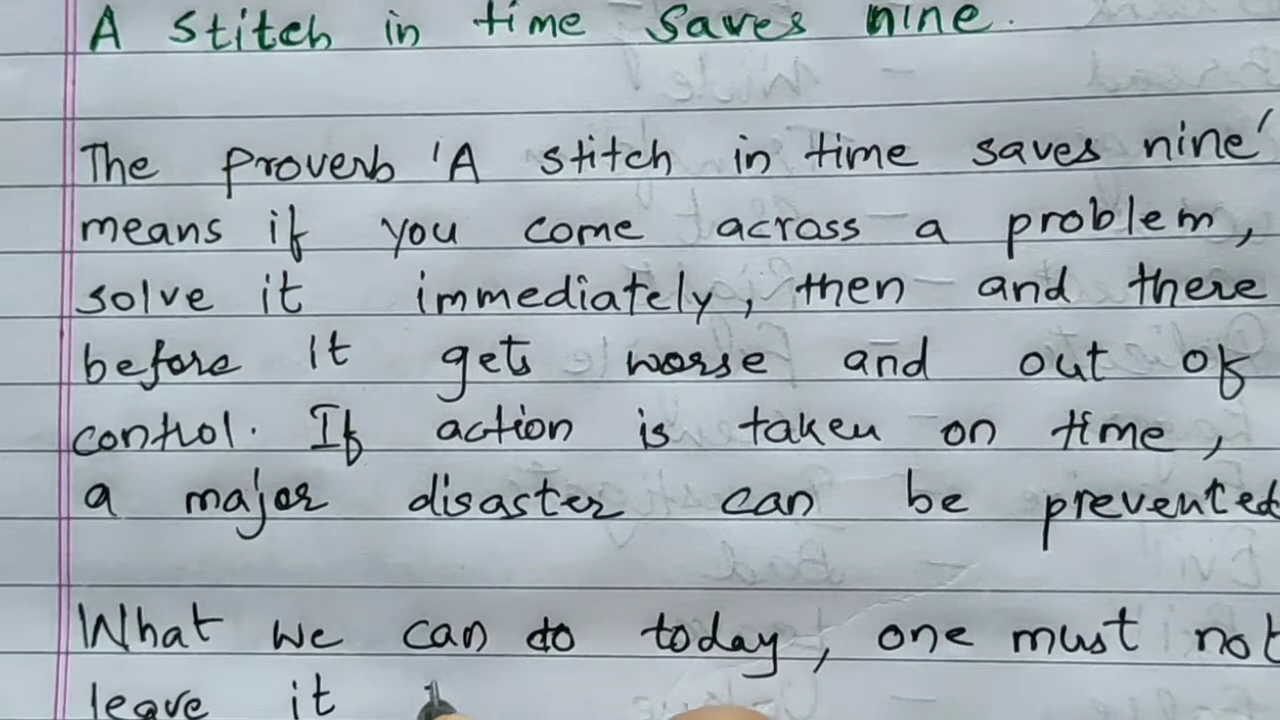 A stitch in time saves nine.
The proverb 'A stitch in time saves nine'
means if you come across a problem,
solve it immediately, then and there
before it gets worse and out of
control. If action is taken on time,
a major disaster can be prevented
What we can do today, one must not
leave it